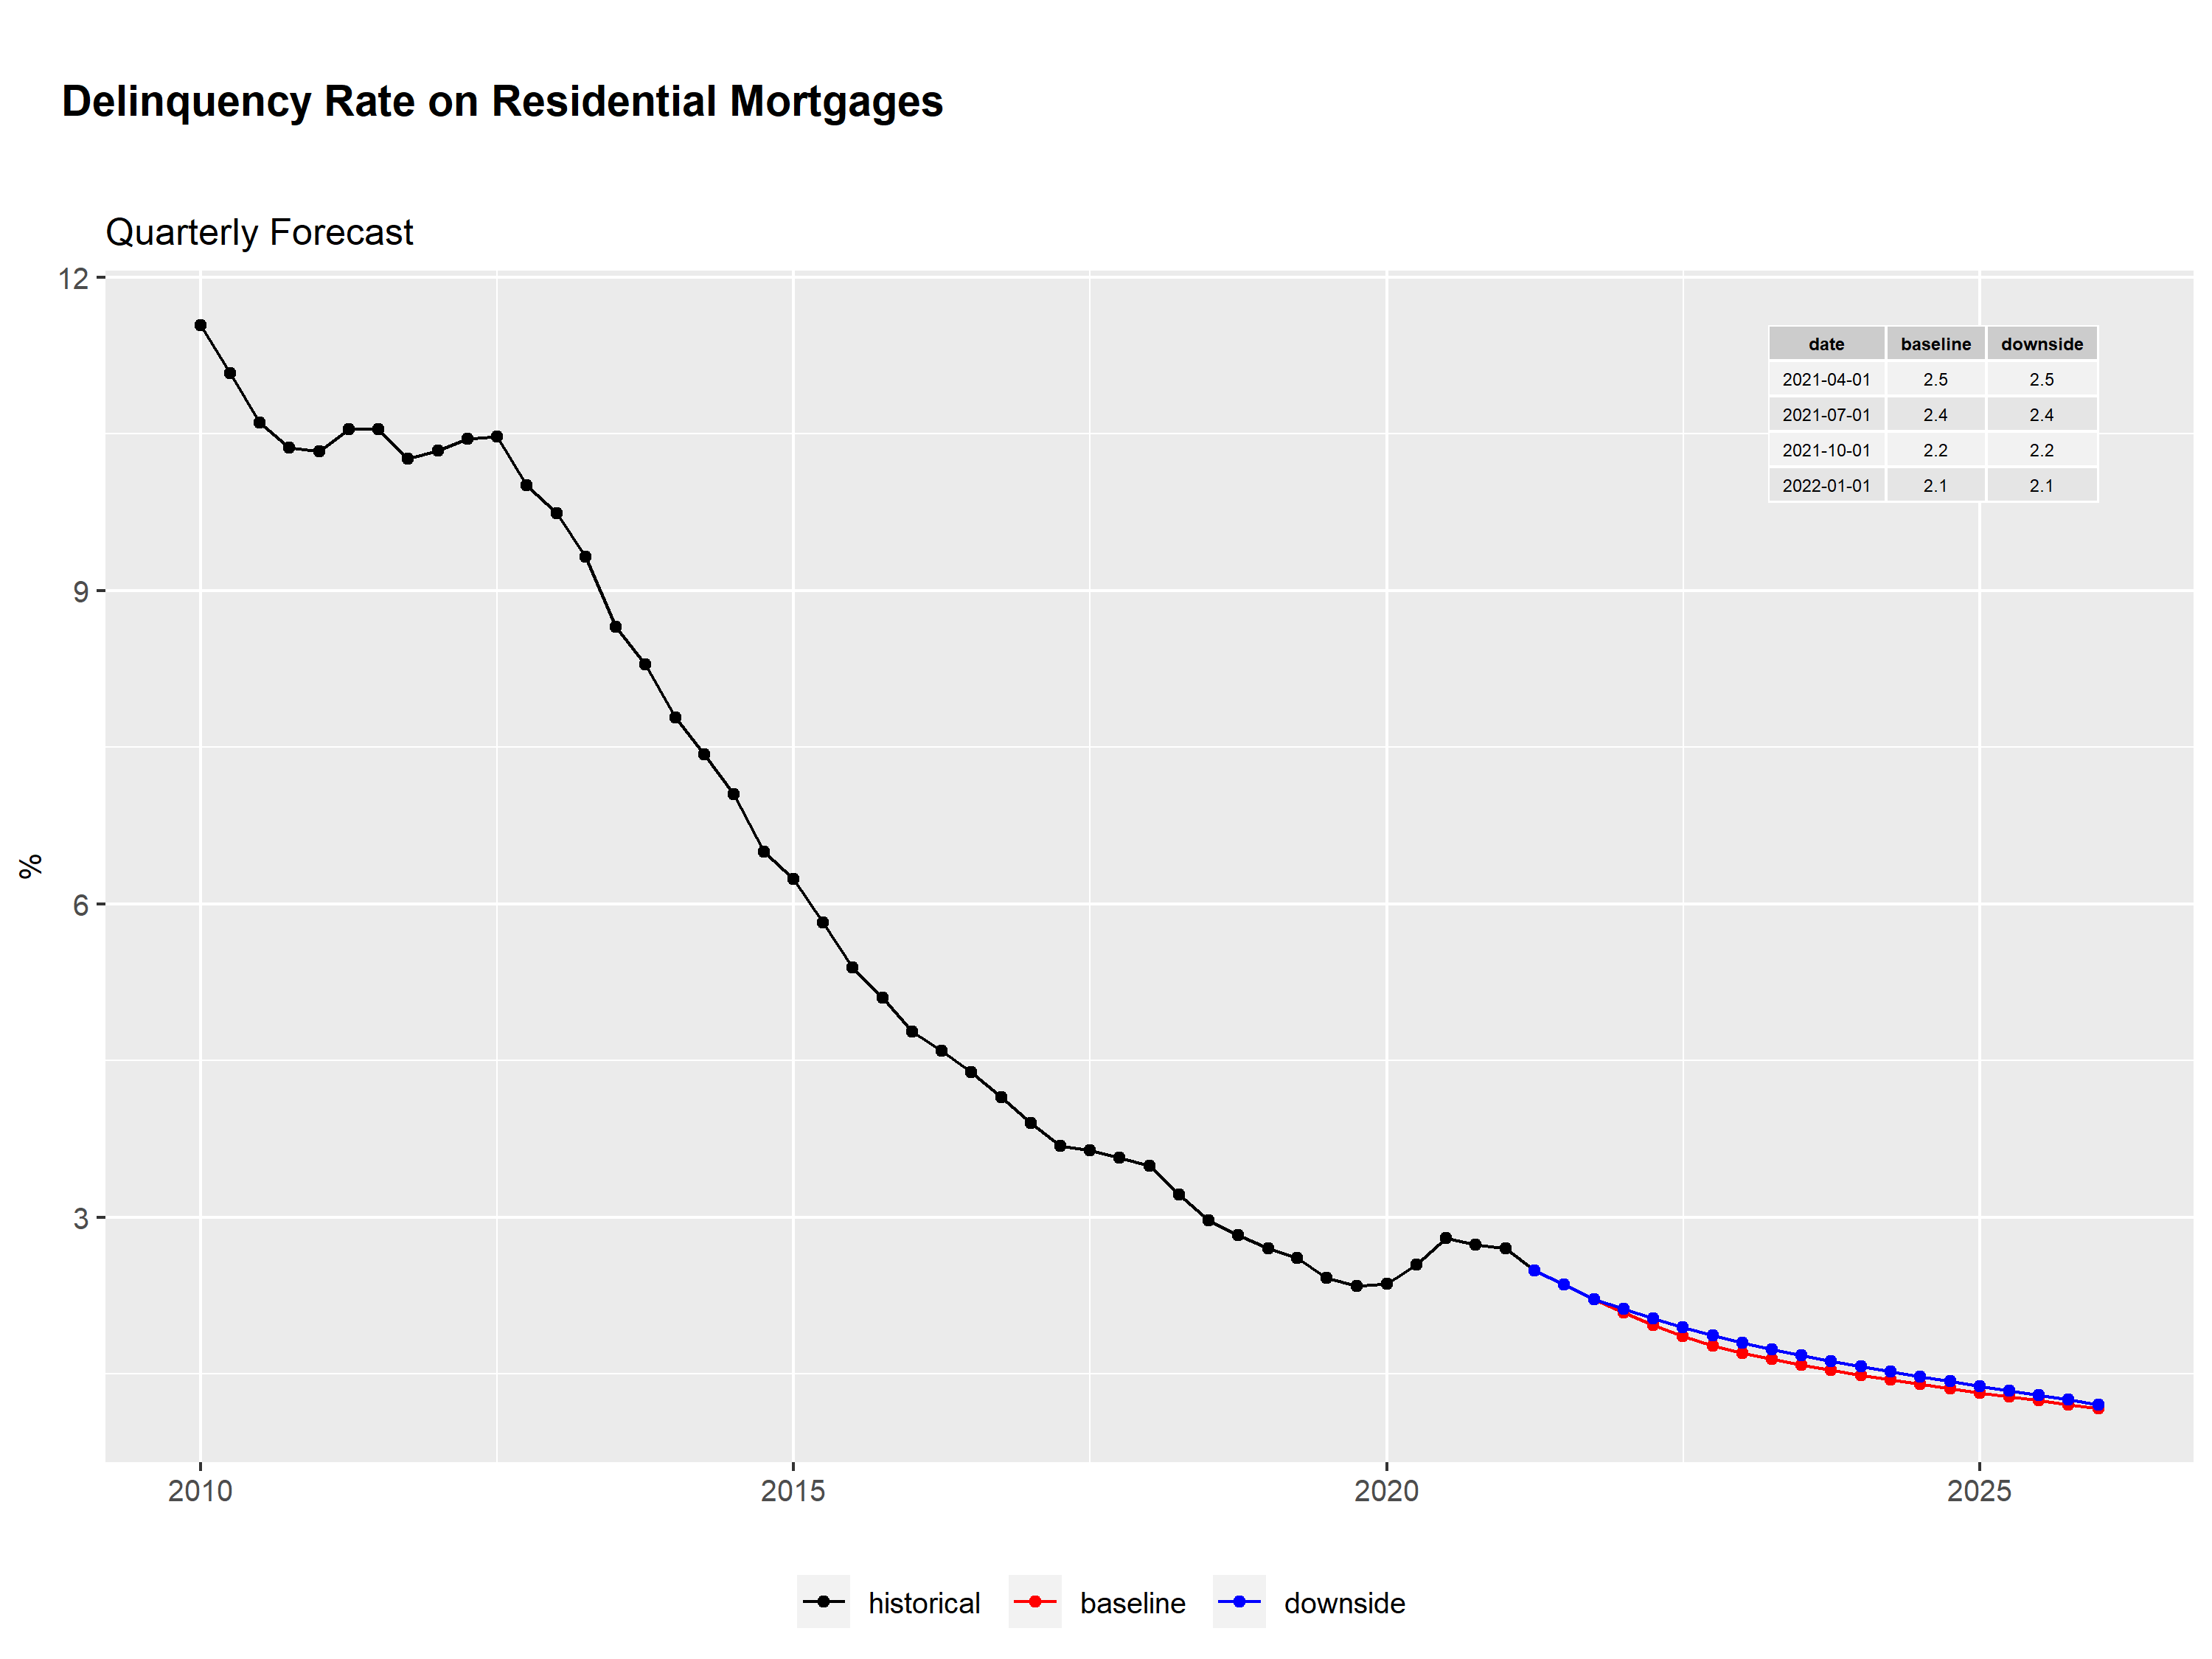 Delinquency Rate on Residential Mortgages
Quarterly Forecast
12
9
6
3
%
date baseline downside
2021-04-01 2.5 2.5
2021-07-01 2.4 2.4
2021-10-01 2.2 2.2
2022-01-01 2.1 2.1
2010 2015 2020 2025
historical baseline downside